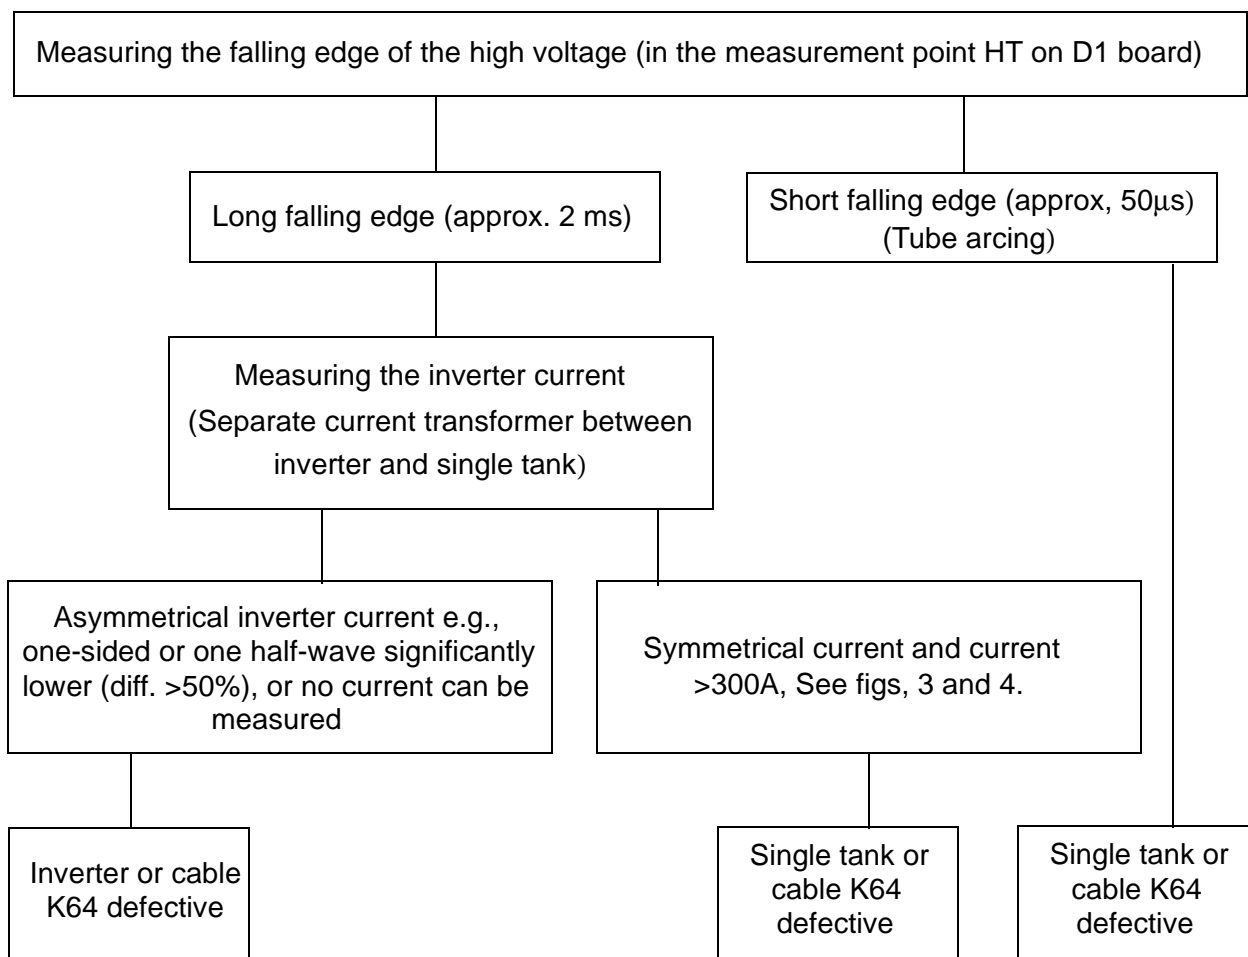 Measuring the falling edge of the high voltage (in the measurement point HT on D1 board)
Long falling edge (approx. 2 ms)
Short falling edge (approx, 50μs)
(Tube arcing)
Measuring the inverter current
(Separate current transformer between
inverter and single tank)
Asymmetrical inverter current e.g.,
one-sided or one half-wave significantly
lower (diff. >50%), or no current can be
measured
Symmetrical current and current
>300A, See figs, 3 and 4.
Inverter or cable
K64 defective
Single tank or
cable K64
defective
Single tank or
cable K64
defective